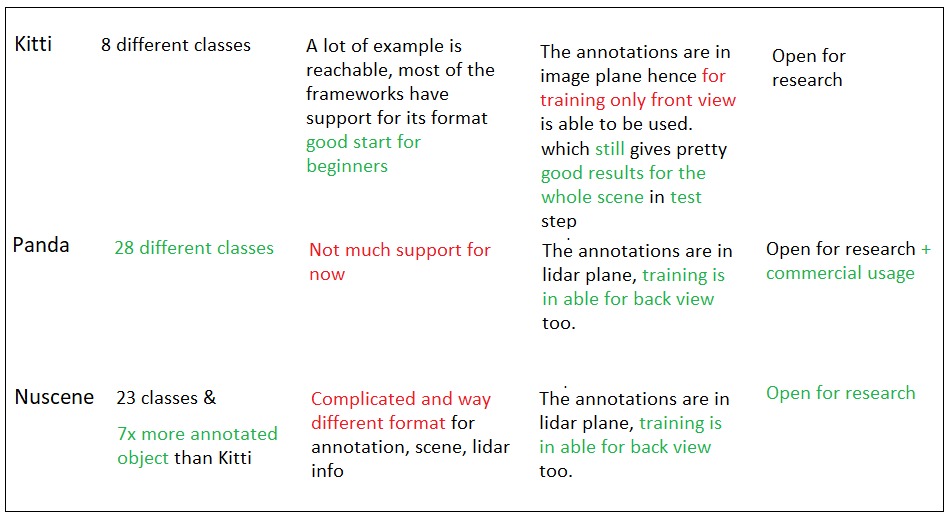 Kitti
8 different classes
A lot of example is
reachable, most of the
frameworks have
support for its format
good start for
beginners
The annotations are in
image plane hence for
training only front view
is able to be used.
which still gives pretty
good results for the
whole scene in test
step
Open for
research
Panda
28 different classes
Not much support for
now
The annotations are in
lidar plane, training is
in able for back view
too.
Open for research +
commercial usage
Nuscene
23 classes &
7x more annotated
object than Kitti
Complicated and way
different format for
annotation, scene, lidar
info
The annotations are in
lidar plane, training is
in able for back view
too.
Open for research